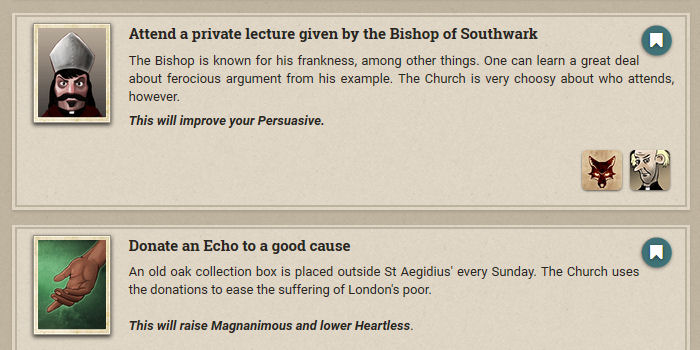 Attend a private lecture given by the Bishop of Southwark
The Bishop is known for his frankness, among other things. One can learn a great deal
about ferocious argument from his example. The Church is very choosy about who attends,
however.
This will improve your Persuasive.
Donate an Echo to a good cause
An old oak collection box is placed outside St Aegidius' every Sunday. The Church uses
the donations to ease the suffering of London's poor.
This will raise Magnanimous and lower Heartless.